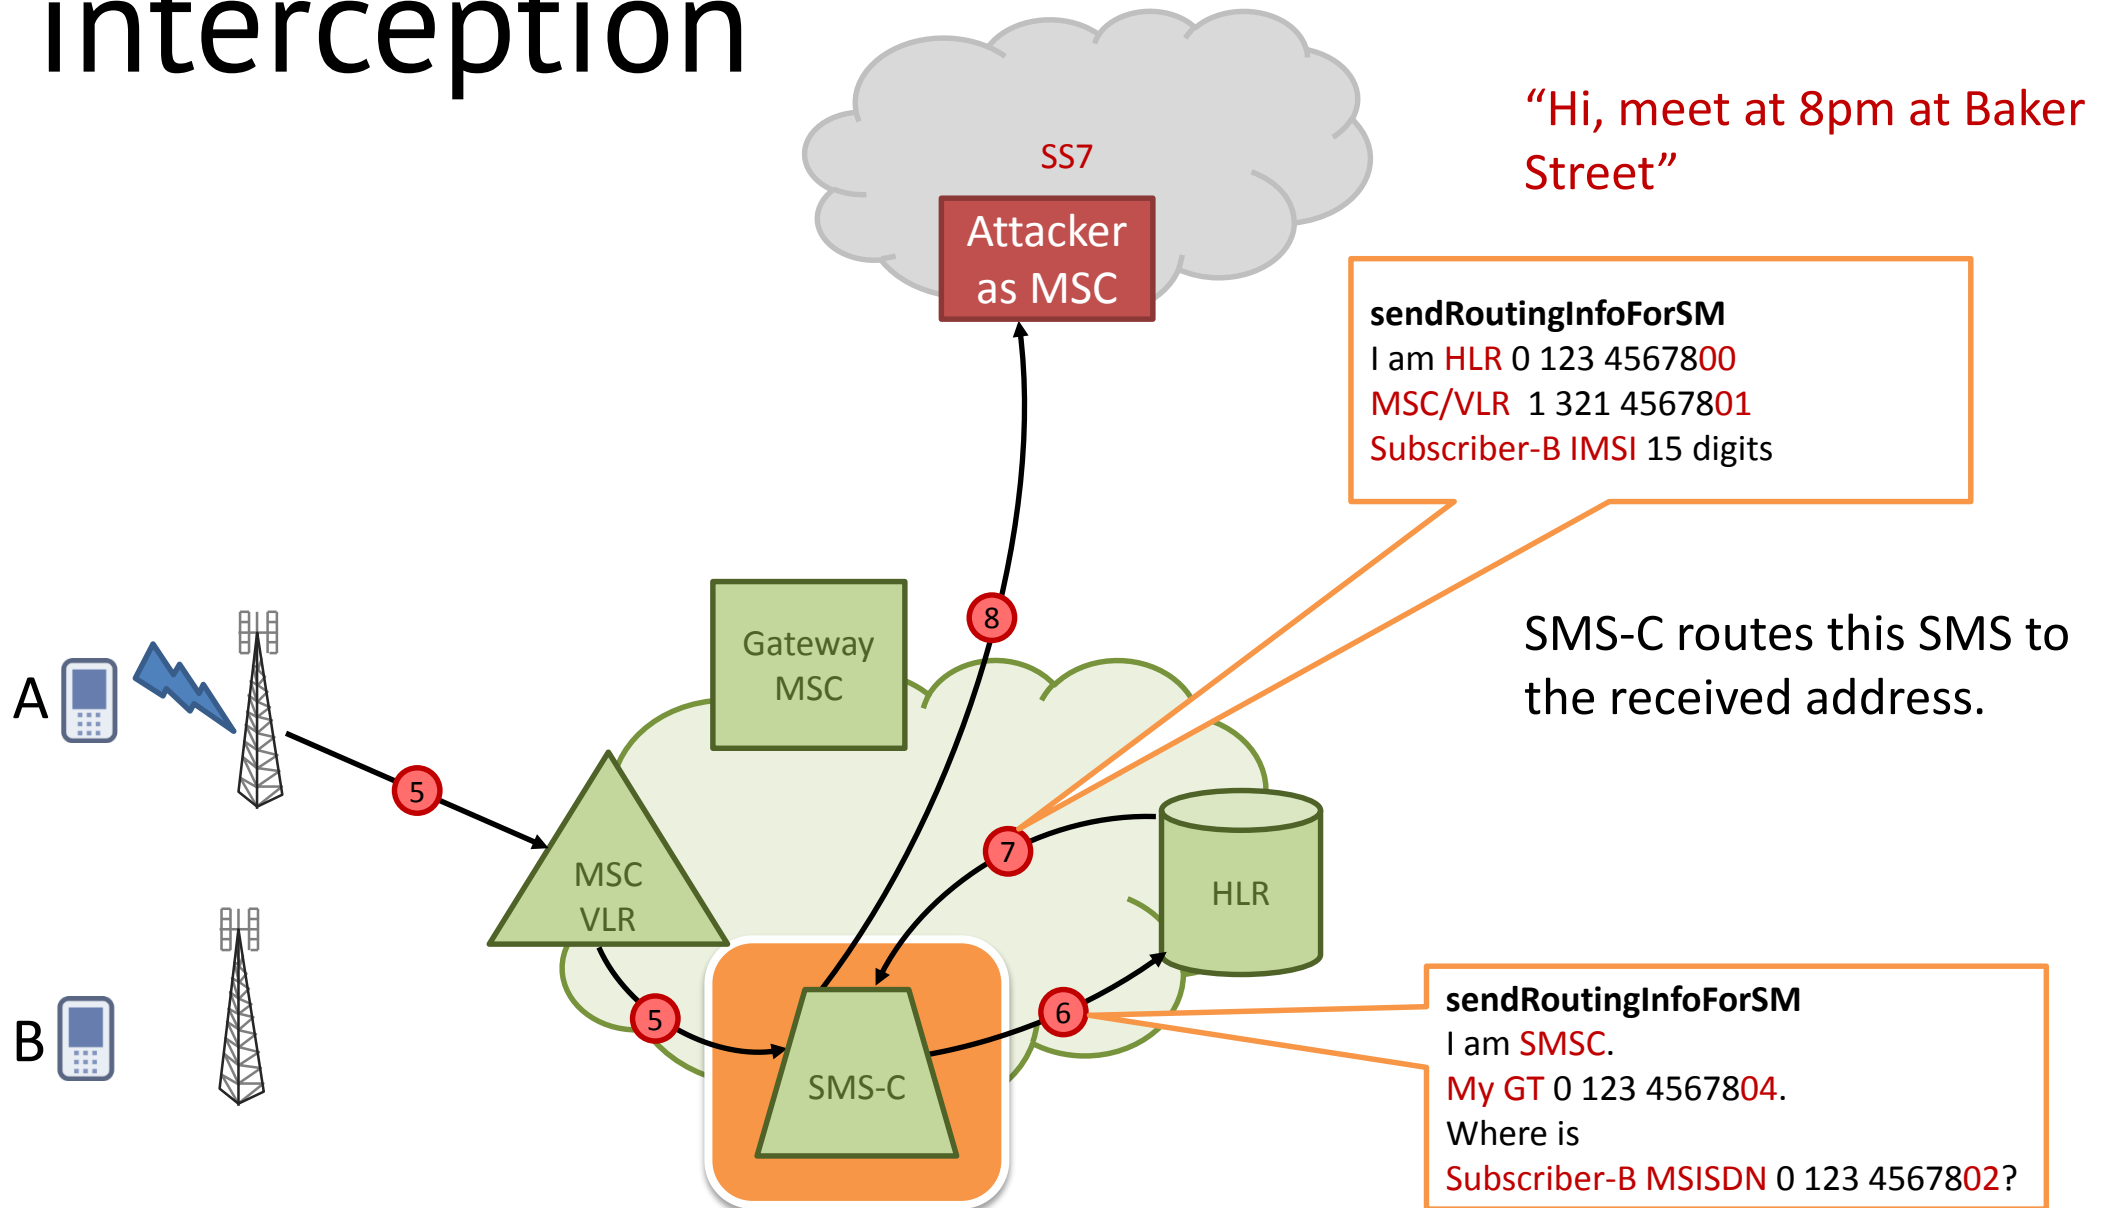 interception
“Hi, meet at 8pm at Baker
Street”
SS7
Attacker
as MSC
sendRoutingInfoForSM
I am HLR 0 123 4567800
MSC/VLR 1 321 4567801
Subscriber-B IMSI 15 digits
SMS-C routes this SMS to
the received address.
Gateway
MSC
8
A
5
7
MSC
VLR
HLR
B
5
6
SMS-C
sendRoutingInfoForSM
I am SMSC.
My GT 0 123 4567804.
Where is
Subscriber-B MSISDN 0 123 4567802?